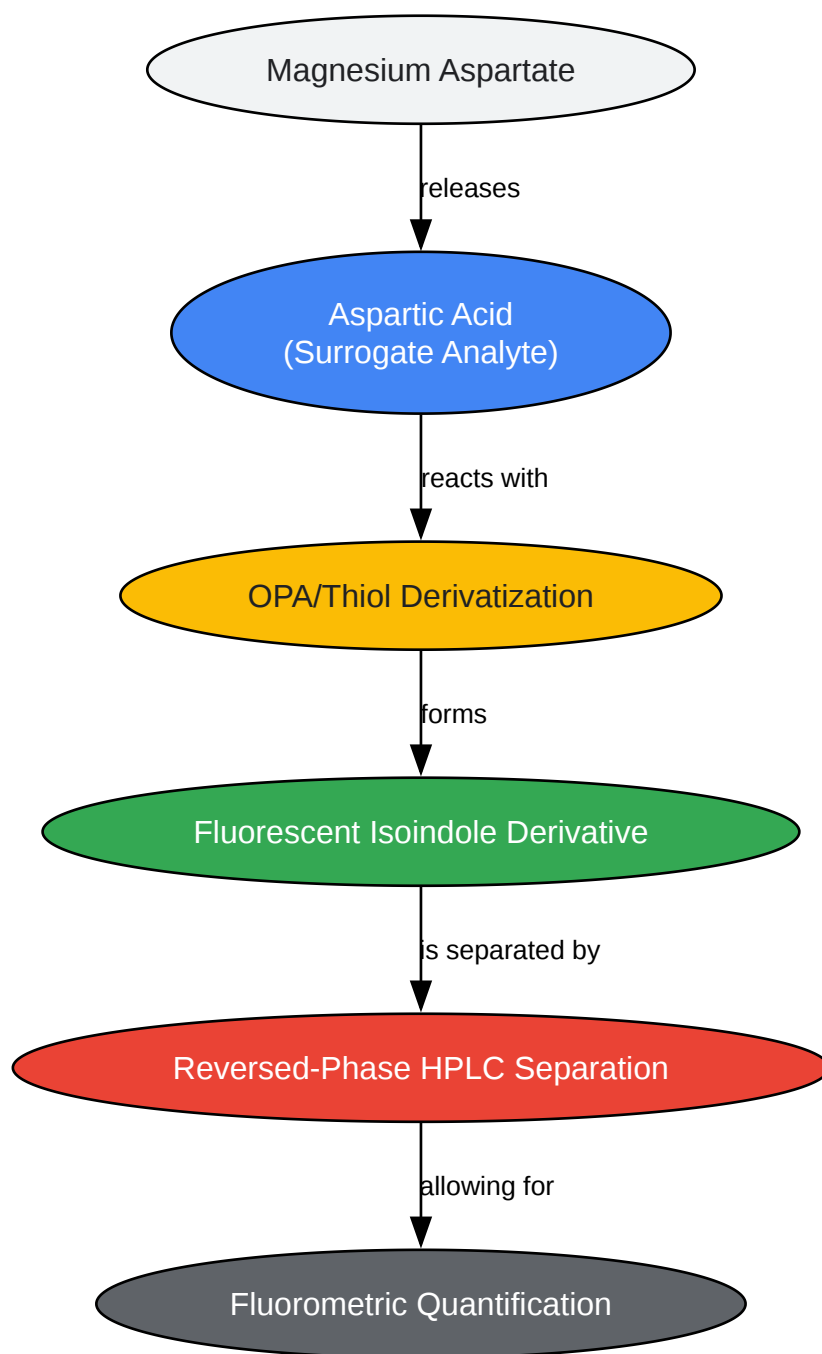 Magnesium Aspartate
releases
Aspartic Acid
(Surrogate Analyte)
reacts with
OPA/Thiol Derivatization
forms
Fluorescent Isoindole Derivative
is separated by
Reversed-Phase HPLC Separation
allowing for
Fluorometric Quantification